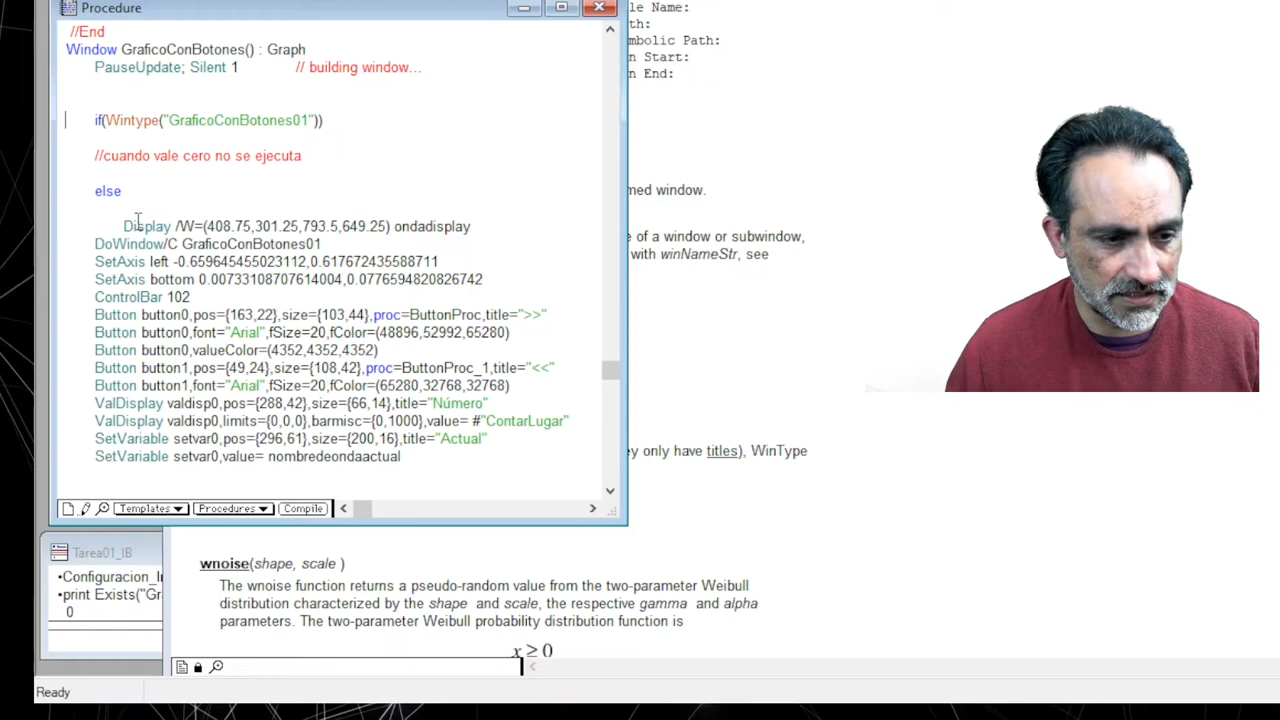 Procedure
//End
Window GraficoConBotones() : Graph
PauseUpdate; Silent 1 // building window...
if(Wintype("GraficoConBotones01"))
//cuando vale cero no se ejecuta
else
Display /W=(408.75,301.25,793.5,649.25) ondadisplay
DoWindow/C GraficoConBotones01
SetAxis left -0.659645455023112,0.617672435588711
SetAxis bottom 0.00733108707614004,0.0776594820826742
ControlBar 102
Button button0,pos={163,22},size={103,44},proc=ButtonProc,title=">>"
Button button0,font="Arial",fSize=20,fColor=(48896,52992,65280)
Button button0,valueColor=(4352,4352,4352)
Button button1,pos={49,24},size={108,42},proc=ButtonProc_1,title="<<"
Button button1,font="Arial",fSize=20,fColor=(65280,32768,32768)
ValDisplay valdisp0,pos={288,42},size={66,14},title="Número"
ValDisplay valdisp0,limits={0,0,0},barmisc={0,1000},value= #"ContarLugar"
SetVariable setvar0,pos={296,61},size={200,16},title="Actual"
SetVariable setvar0,value= nombredeondaactual
Templates Procedures Compile
le Name:
th:
mbolic Path:
n Start:
n End:
med window.
e of a window or subwindow,
with winNameStr, see
ey only have titles), WinType
Tarea01_IB
•Configuracion_In
•print Exists("Gr
0
wnoise(shape, scale )
The wnoise function returns a pseudo-random value from the two-parameter Weibull
distribution characterized by the shape and scale, the respective gamma and alpha
parameters. The two-parameter Weibull probability distribution function is
x ≥ 0
Ready